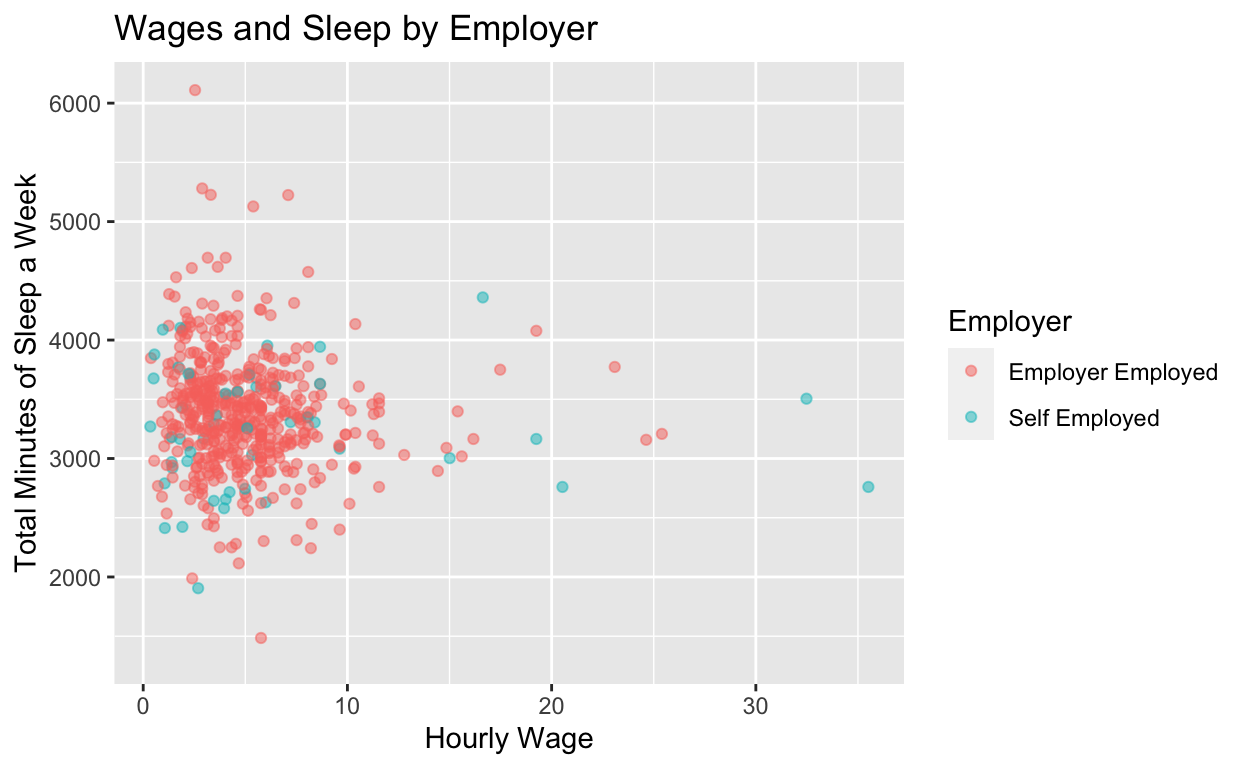 Wages and Sleep by Employer
Total Minutes of Sleep a Week
6000
5000
4000
3000
2000
0 10 20 30
Hourly Wage
Employer
Employer Employed
Self Employed